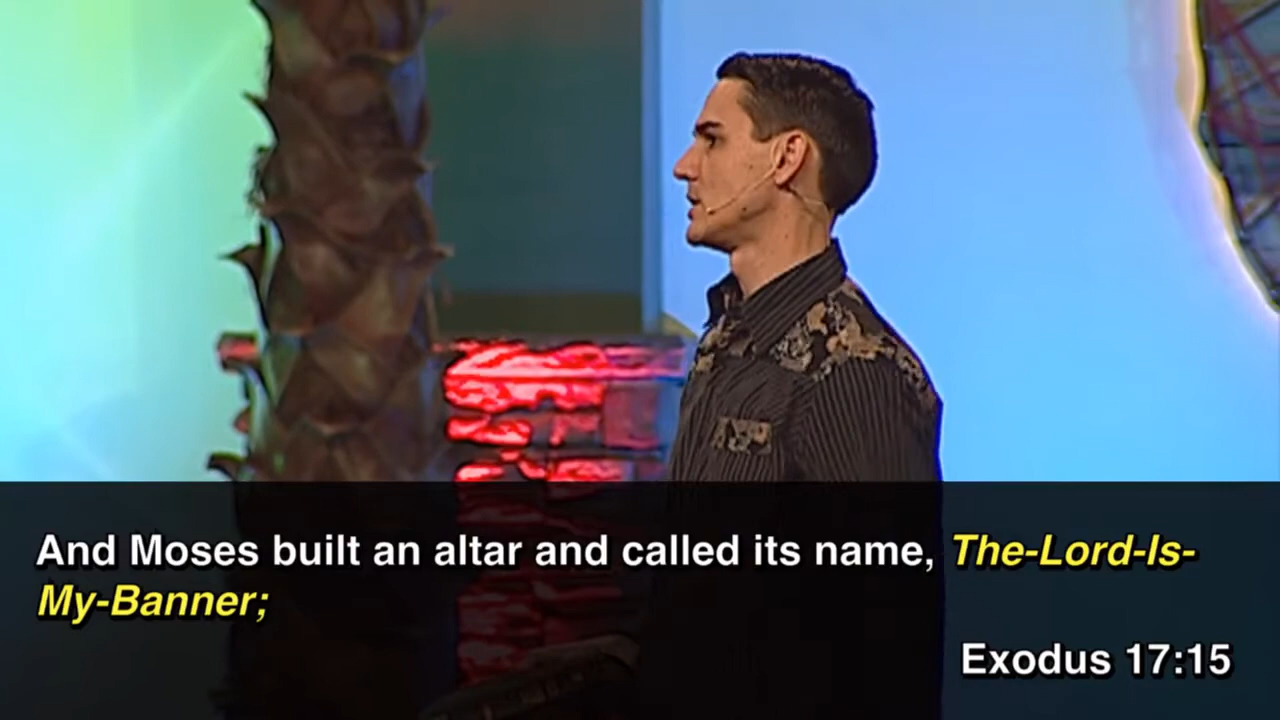 And Moses built an altar and called its name, The-Lord-Is-
My-Banner;
Exodus 17:15